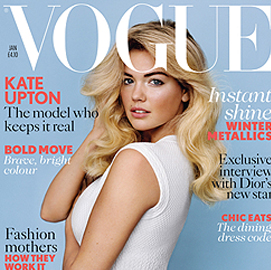 VOGUE
JAN
£4.10
KATE
UPTON
The model who
keeps it real
BOLD MOVE
Brave, bright
colour
Fashion
mothers
HOW THEY
WORK IT
Instant
shine
WINTER
METALLICS
Exclusive
interview
with Dior's
new star
CHIC EATS
The dining
dress code